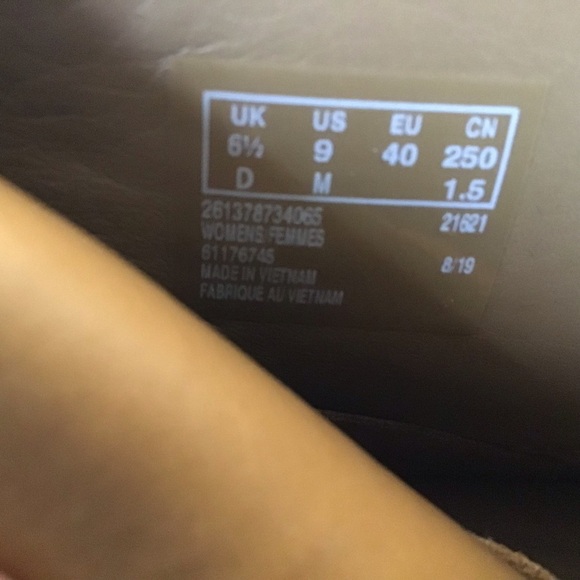 UK US EU CN
6½ 9 40 250
D M 1.5
261378734065 21621
WOMENS/FEMMES
61176745 8/19
MADE IN VIETNAM
FABRIQUE AU VIETNAM